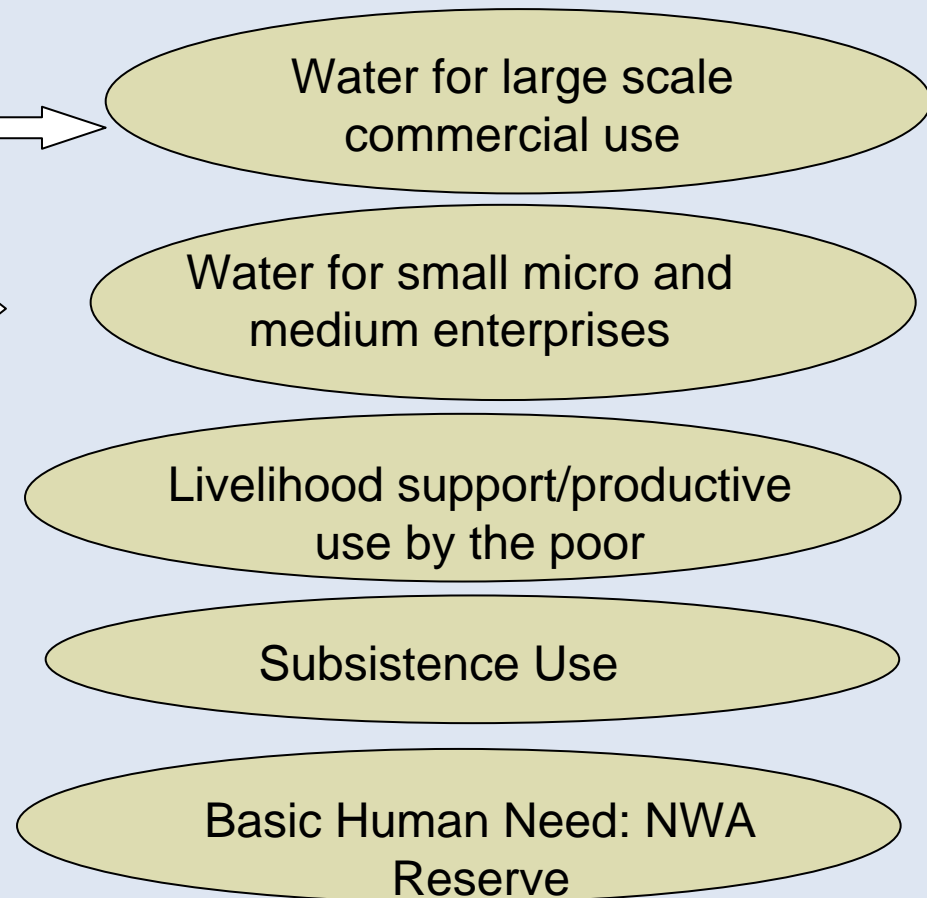 Water for large scale
commercial use
Water for small micro and
medium enterprises
Livelihood support/productive
use by the poor
Subsistence Use
Basic Human Need: NWA
Reserve